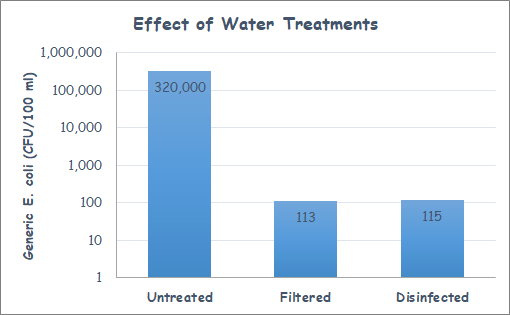 Effect of Water Treatments
Generic E. coli (CFU/100 ml)
1,000,000
100,000
10,000
1,000
100
10
1
320,000
113
115
Untreated
Filtered
Disinfected